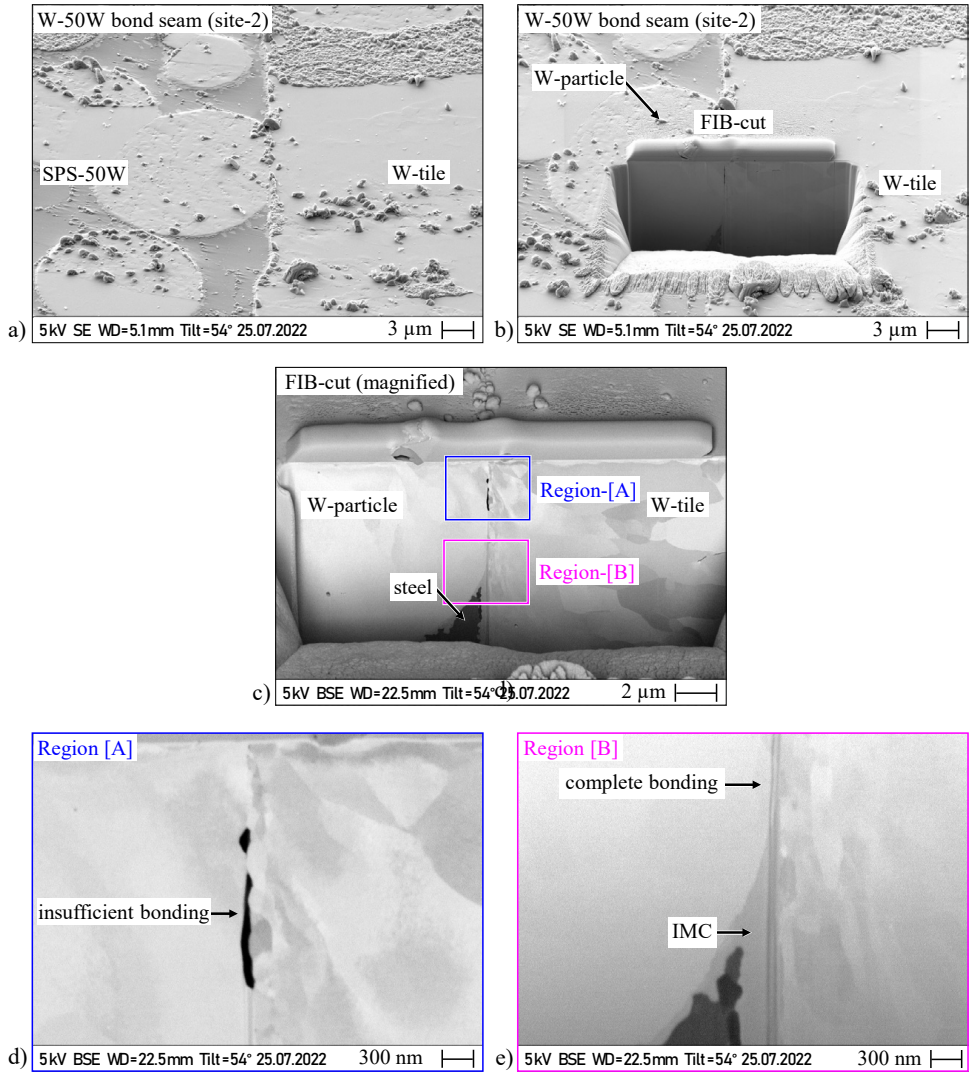 W-50W bond seam (site-2)
SPS-50W
W-tile
5kV SE WD=5.1mm Tilt=54° 25.07.2022
3 µm
a)
W-50W bond seam (site-2)
W-particle
FIB-cut
W-tile
5kV SE WD=5.1mm Tilt=54° 25.07.2022
3 µm
b)
FIB-cut (magnified)
W-particle
Region-[A]
W-tile
Region-[B]
steel
5kV BSE WD=22.5mm Tilt=54° 25.07.2022
d)
2 µm
c)
Region [A]
insufficient bonding
5kV BSE WD=22.5mm Tilt=54° 25.07.2022
300 nm
d)
Region [B]
complete bonding
IMC
5kV BSE WD=22.5mm Tilt=54° 25.07.2022
300 nm
e)